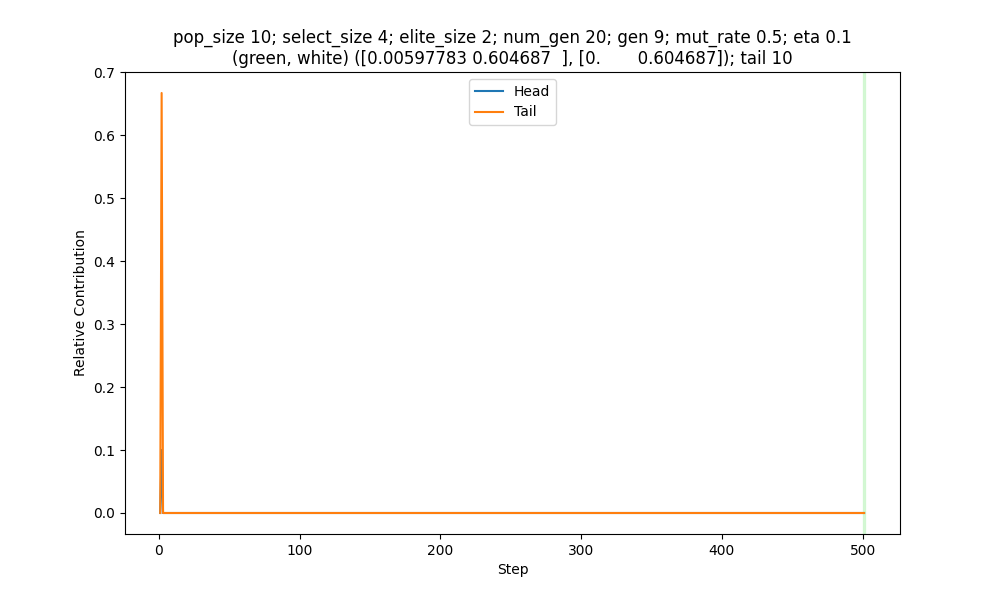 pop_size 10; select_size 4; elite_size 2; num_gen 20; gen 9; mut_rate 0.5; eta 0.1
(green, white) ([0.00597783 0.604687  ], [0.       0.604687]); tail 10
Head
Tail
Relative Contribution
0.7
0.6
0.5
0.4
0.3
0.2
0.1
0.0
0 100 200 300 400 500
Step